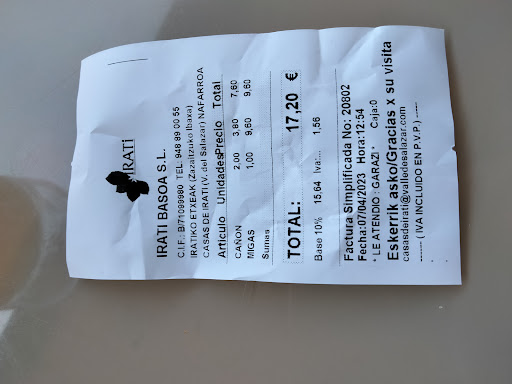 IRATI
IRATI BASOA S.L.
C.I.F.: B/71099980 TEL: 948 89 00 55
IRATIKO ETXEAK (Zazaltzuko Ibaxa)
CASAS DE IRATI (V. del Salazar) NAFARROA
Artículo Unidades Precio Total
CAÑON 2,00 3,80 7,60
MIGAS 1,00 9,60 9,60
Sumas
TOTAL: 17,20 €
Base 10% 15,64 Iva:... 1,56
Factura Simplificada No: 20802
Fecha:07/04/2023 Hora:12:54
* LE ATENDIO : GARAZI * Caja:0
Eskerrik asko/Gracias x su visita
casasdeirati@valledesalazar.com
----- ( IVA INCLUIDO EN P.V.P.) -----